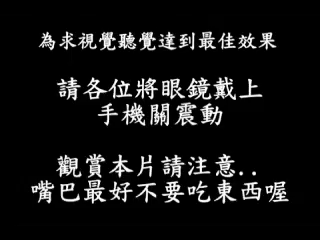 為求視覺聽覺達到最佳效果
請各位將眼鏡戴上
手機關震動
觀賞本片請注意..
嘴巴最好不要吃東西喔